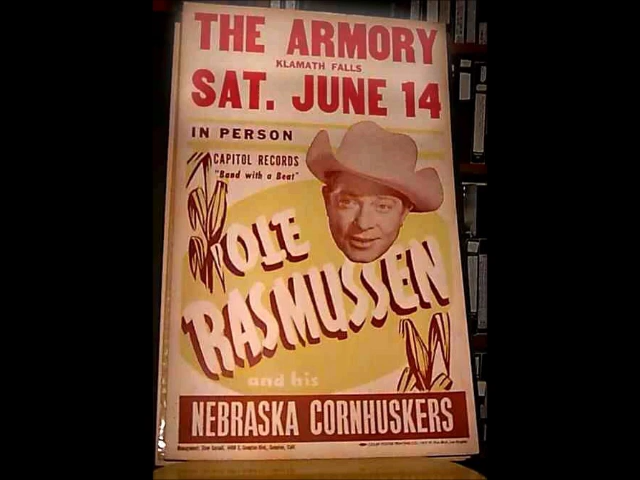 THE ARMORY
KLAMATH FALLS
SAT. JUNE 14
IN PERSON
CAPITOL RECORDS
"Band with a Beat"
OLE
RASMUSSEN
and his
NEBRASKA CORNHUSKERS